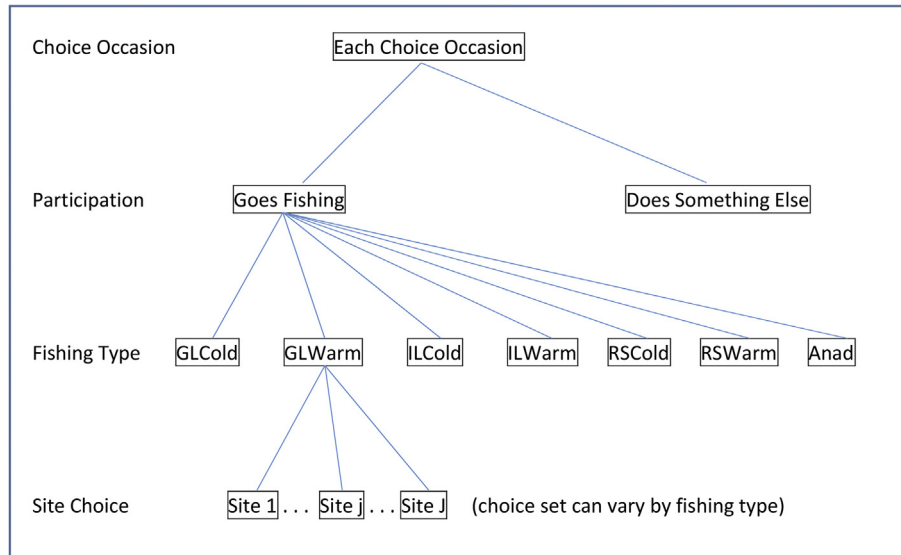 Choice Occasion Each Choice Occasion
Participation Goes Fishing Does Something Else
Fishing Type GLCold GLWarm ILCold ILWarm RSCold RSWarm Anad
Site Choice Site 1 . . . Site j . . . Site J (choice set can vary by fishing type)